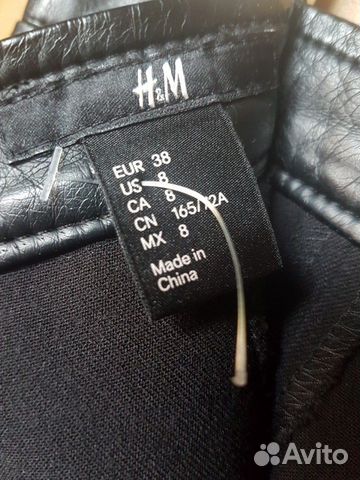 H&M
EUR 38
US 8
CA 8
CN 165/72A
MX 8
Made in
China
Avito